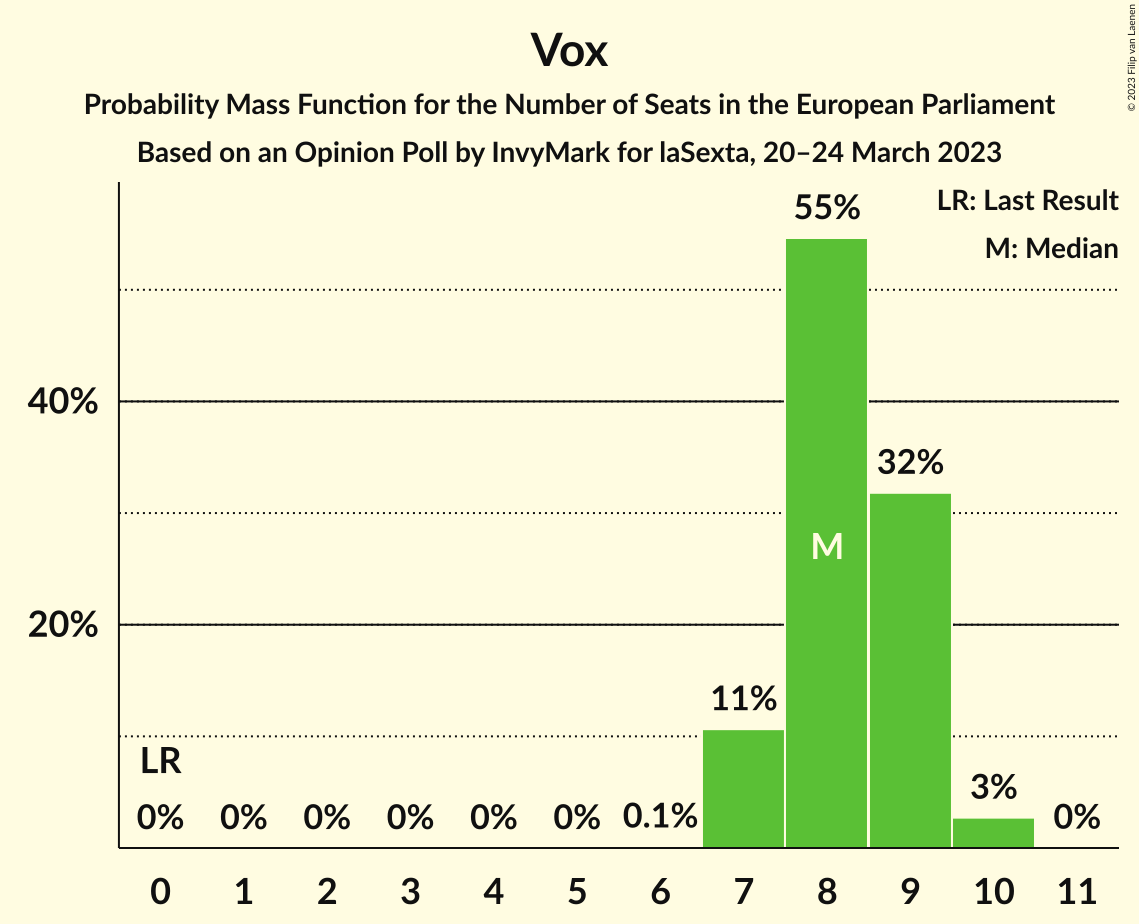 Vox
Probability Mass Function for the Number of Seats in the European Parliament
Based on an Opinion Poll by InvyMark for laSexta, 20–24 March 2023
© 2023 Filip van Laenen
LR: Last Result
M: Median
55%
40%
32%
M
20%
11%
LR
3%
0% 0% 0% 0% 0% 0% 0.1% 0%
0 1 2 3 4 5 6 7 8 9 10 11